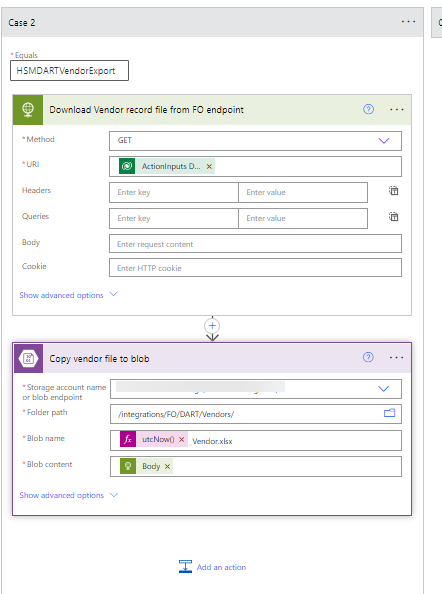 Case 2
* Equals
HSMDARTVendorExport
Download Vendor record file from FO endpoint
* Method
GET
* URI
ActionInputs D...
Headers
Enter key
Enter value
Queries
Enter key
Enter value
Body
Enter request content
Cookie
Enter HTTP cookie
Show advanced options
Copy vendor file to blob
* Storage account name
or blob endpoint
* Folder path
/integrations/FO/DART/Vendors/
* Blob name
fx utcNow() Vendor.xlsx
* Blob content
Body
Show advanced options
Add an action